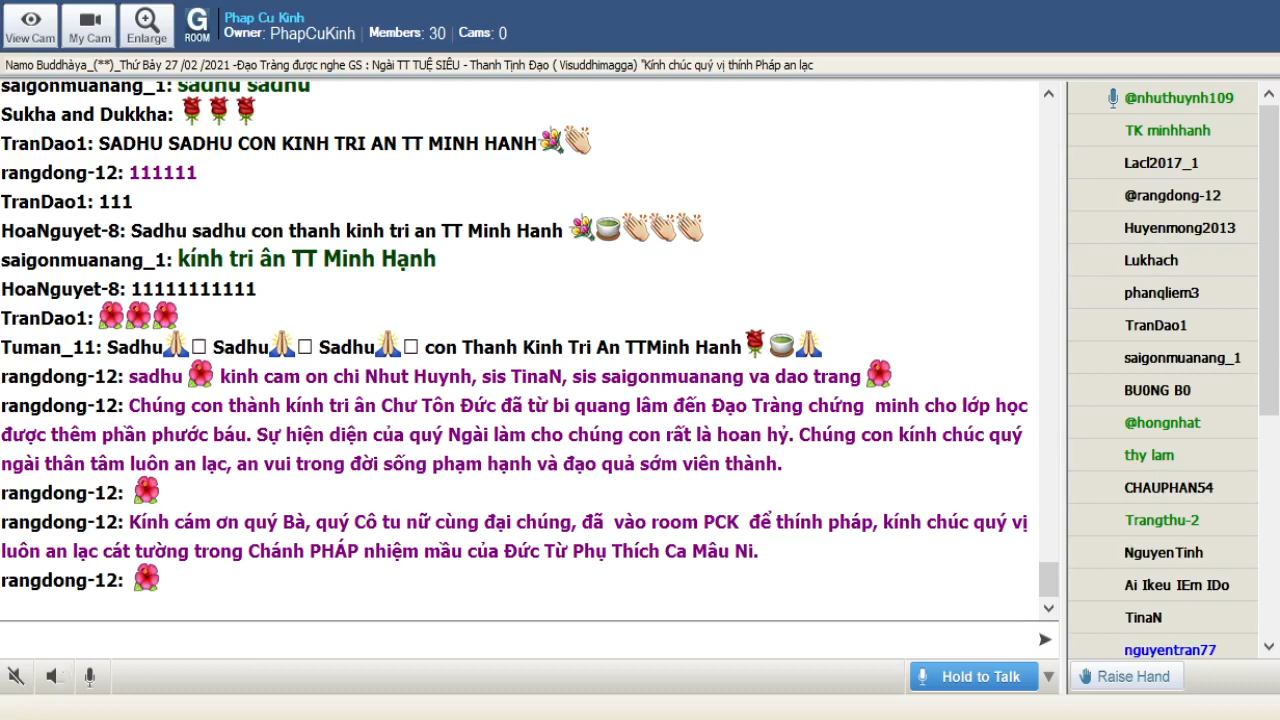 View Cam
My Cam
Enlarge
G
ROOM
Phap Cu Kinh
Owner: PhapCuKinh Members: 30 Cams: 0
Namo Buddhàya_(**)_Thứ Bảy 27 /02 /2021 -Đạo Tràng được nghe GS : Ngài TT TUỆ SIÊU - Thanh Tịnh Đạo ( Visuddhimagga) "Kính chúc quý vị thính Pháp an lạc
saigonmuanang_1: sadhu sadhu
Sukha and Dukkha: 🌹🌹🌹
TranDao1: SADHU SADHU CON KINH TRI AN TT MINH HANH💐👏
rangdong-12: 111111
TranDao1: 111
HoaNguyet-8: Sadhu sadhu con thanh kinh tri an TT Minh Hanh 💐🍵👏👏👏
saigonmuanang_1: kính tri ân TT Minh Hạnh
HoaNguyet-8: 11111111111
TranDao1: 🌺🌺🌺
Tuman_11: Sadhu🙏□ Sadhu🙏□ Sadhu🙏□ con Thanh Kinh Tri An TTMinh Hanh🌹🍵🙏
rangdong-12: sadhu 🌺 kinh cam on chi Nhut Huynh, sis TinaN, sis saigonmuanang va dao trang 🌺
rangdong-12: Chúng con thành kính tri ân Chư Tôn Đức đã từ bi quang lâm đến Đạo Tràng chứng minh cho lớp học
được thêm phần phước báu. Sự hiện diện của quý Ngài làm cho chúng con rất là hoan hỷ. Chúng con kính chúc quý
ngài thân tâm luôn an lạc, an vui trong đời sống phạm hạnh và đạo quả sớm viên thành.
rangdong-12: 🌺
rangdong-12: Kính cám ơn quý Bà, quý Cô tu nữ cùng đại chúng, đã vào room PCK để thính pháp, kính chúc quý vị
luôn an lạc cát tường trong Chánh PHÁP nhiệm mầu của Đức Từ Phụ Thích Ca Mâu Ni.
rangdong-12: 🌺
@nhuthuynh109
TK minhhanh
Lacl2017_1
@rangdong-12
Huyenmong2013
Lukhach
phanqliem3
TranDao1
saigonmuanang_1
BU0NG B0
@hongnhat
thy lam
CHAUPHAN54
Trangthu-2
NguyenTinh
Ai Ikeu IEm IDo
TinaN
nguyentran77
Hold to Talk
Raise Hand